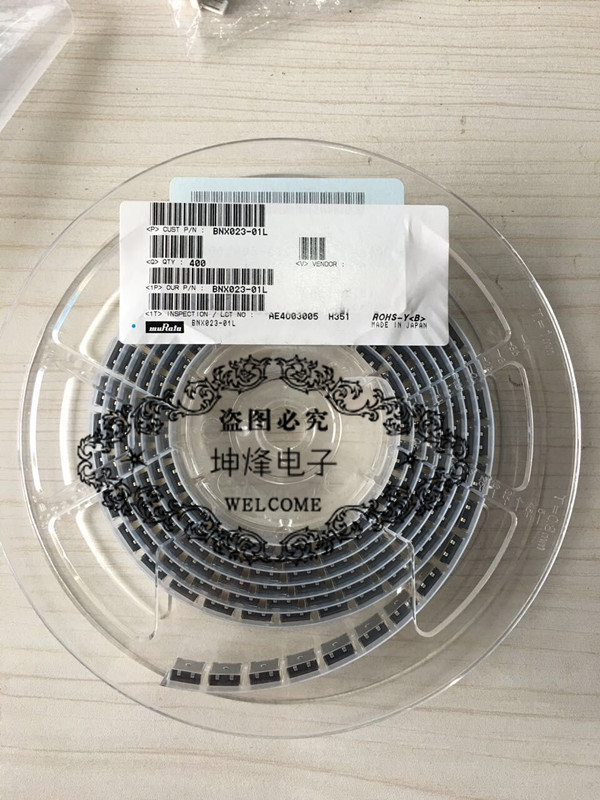 <P> CUST P/N : BNX023-01L
<Q> QTY : 400
<V> VENDOR :
<1P> OUR P/N : BNX023-01L
<1T> INSPECTION / LOT NO : AE4003005 H351
ROHS-Y<B>
muRata BNX023-01L MADE IN JAPAN
盗图必究
坤烽电子
WELCOME